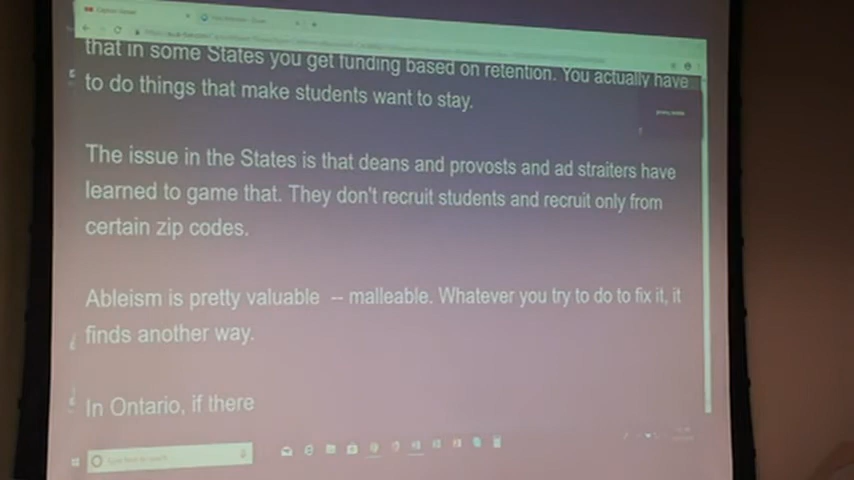 that in some States you get funding based on retention. You actually have
to do things that make students want to stay.
The issue in the States is that deans and provosts and ad straiters have
learned to game that. They don't recruit students and recruit only from
certain zip codes.
Ableism is pretty valuable -- malleable. Whatever you try to do to fix it, it
finds another way.
In Ontario, if there